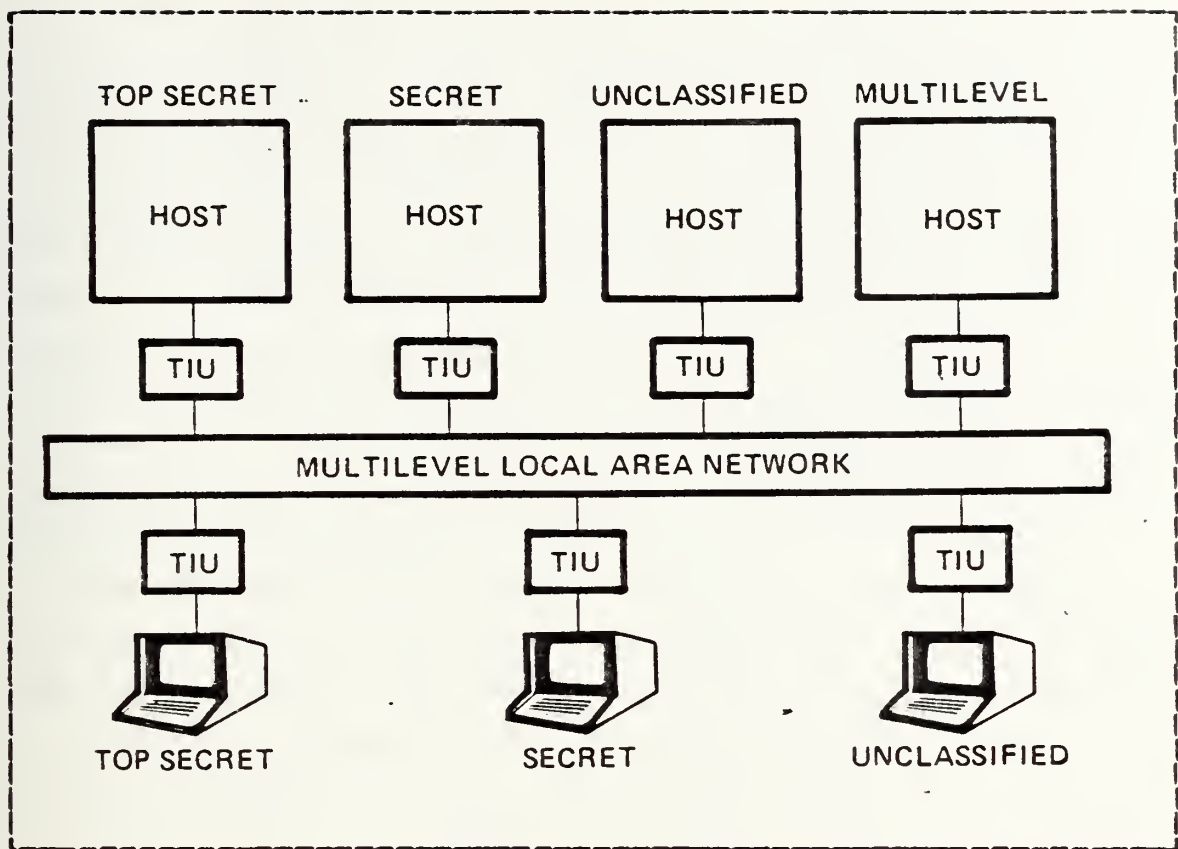 TOP SECRET SECRET UNCLASSIFIED MULTILEVEL
HOST HOST HOST HOST
TIU TIU TIU TIU
MULTILEVEL LOCAL AREA NETWORK
TIU TIU TIU
TOP SECRET SECRET UNCLASSIFIED